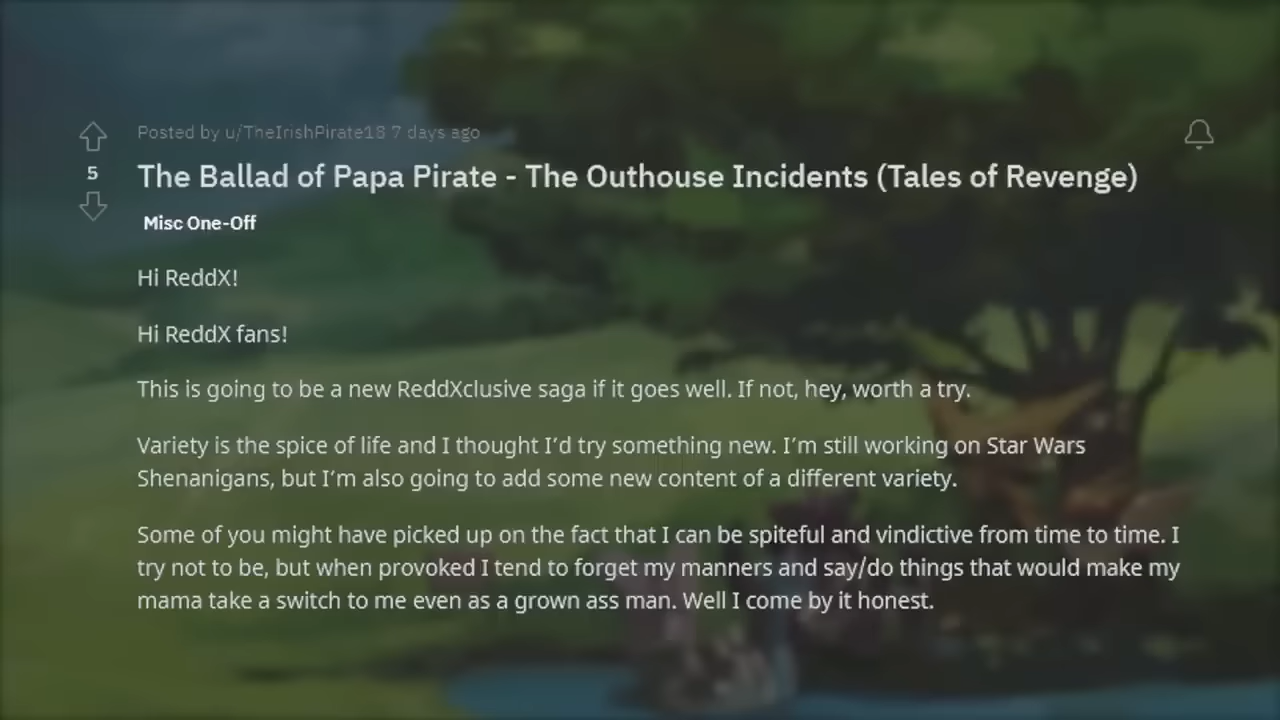 Posted by u/TheIrishPirate18 7 days ago
5
The Ballad of Papa Pirate - The Outhouse Incidents (Tales of Revenge)
Misc One-Off
Hi ReddX!
Hi ReddX fans!
This is going to be a new ReddXclusive saga if it goes well. If not, hey, worth a try.
Variety is the spice of life and I thought I'd try something new. I'm still working on Star Wars
Shenanigans, but I'm also going to add some new content of a different variety.
Some of you might have picked up on the fact that I can be spiteful and vindictive from time to time. I
try not to be, but when provoked I tend to forget my manners and say/do things that would make my
mama take a switch to me even as a grown ass man. Well I come by it honest.